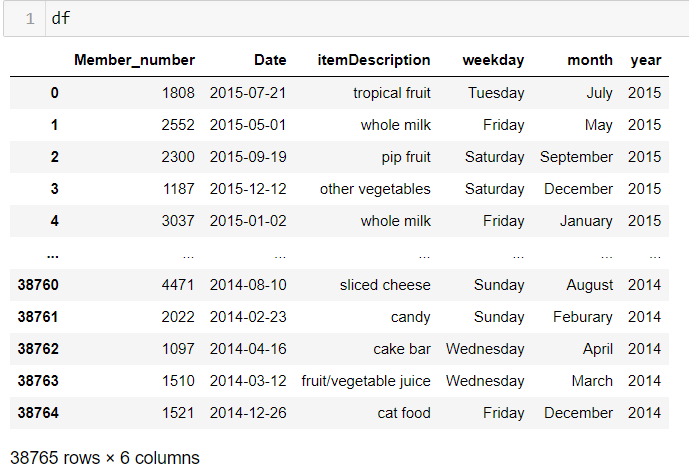 1 df
Member_number Date itemDescription weekday month year
0 1808 2015-07-21 tropical fruit Tuesday July 2015
1 2552 2015-05-01 whole milk Friday May 2015
2 2300 2015-09-19 pip fruit Saturday September 2015
3 1187 2015-12-12 other vegetables Saturday December 2015
4 3037 2015-01-02 whole milk Friday January 2015
... ... ... ... ... ... ...
38760 4471 2014-08-10 sliced cheese Sunday August 2014
38761 2022 2014-02-23 candy Sunday Feburary 2014
38762 1097 2014-04-16 cake bar Wednesday April 2014
38763 1510 2014-03-12 fruit/vegetable juice Wednesday March 2014
38764 1521 2014-12-26 cat food Friday December 2014
38765 rows × 6 columns